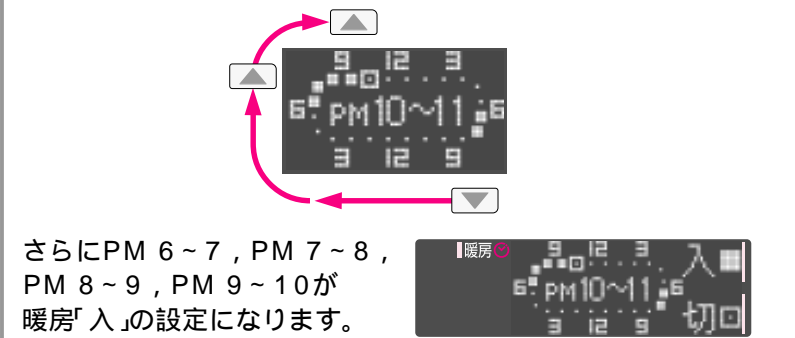 9 12 3
6 PM10~11 6
3 12 9
さらにPM 6~7,PM 7~8,
PM 8~9,PM 9~10が
暖房「入」の設定になります。
暖房
9 12 3
入
6 PM10~11 6
3 12 9
切